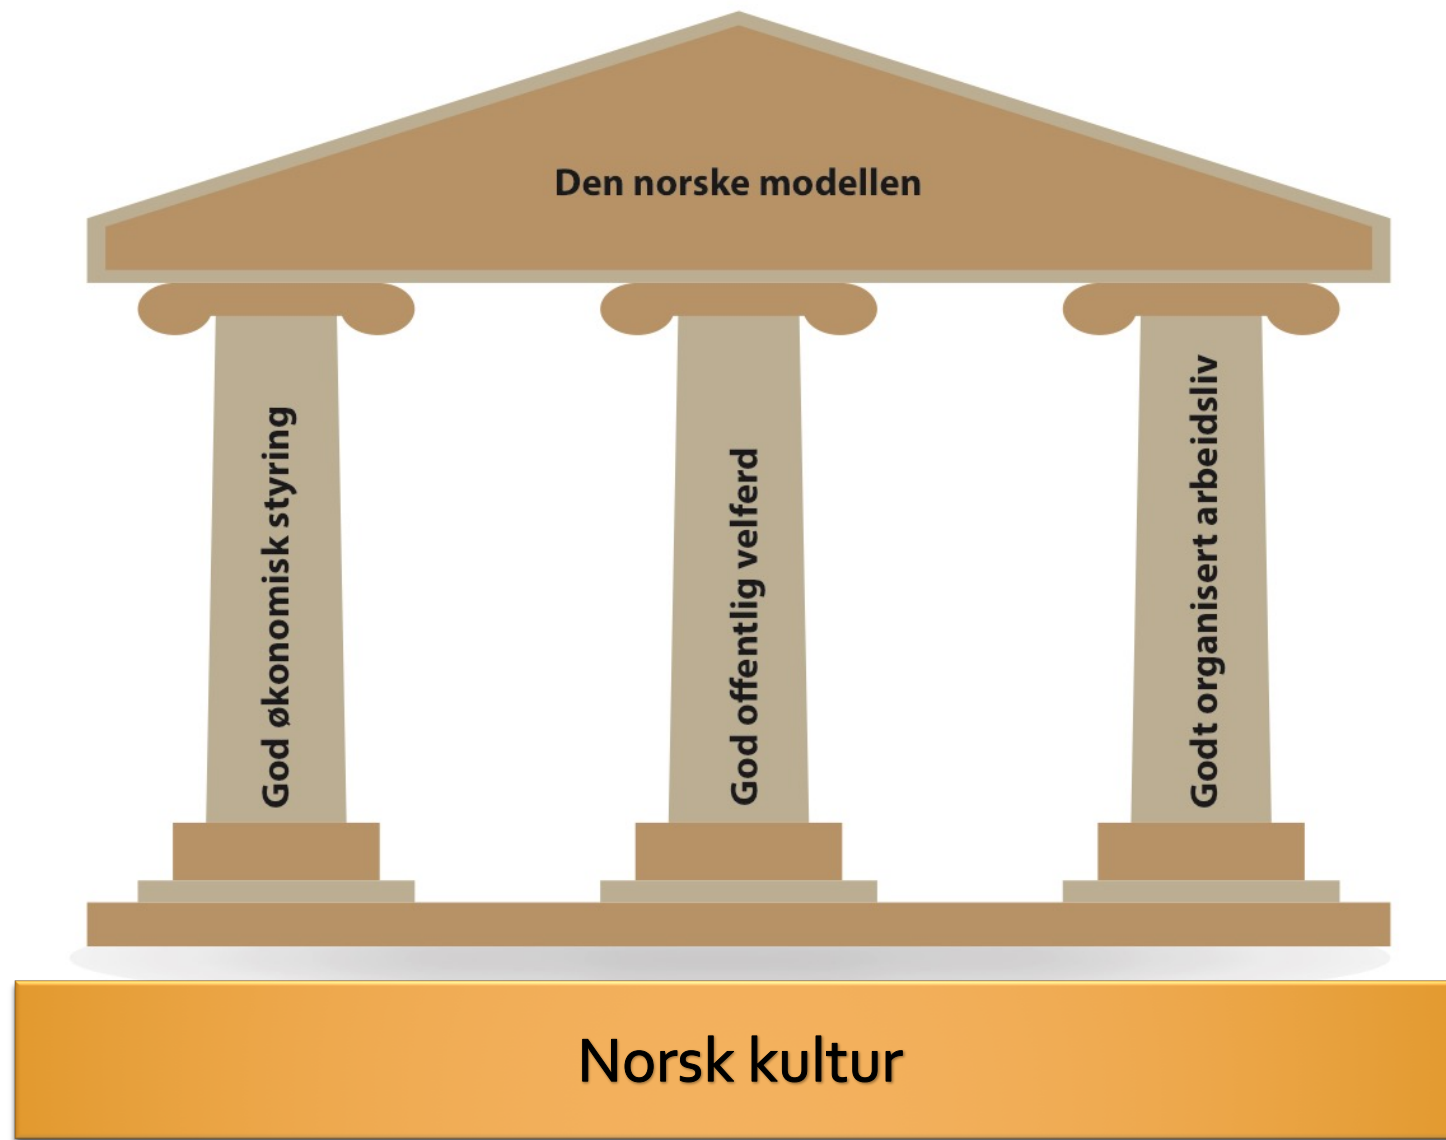 Den norske modellen
God økonomisk styring
God offentlig velferd
Godt organisert arbeidsliv
Norsk kultur